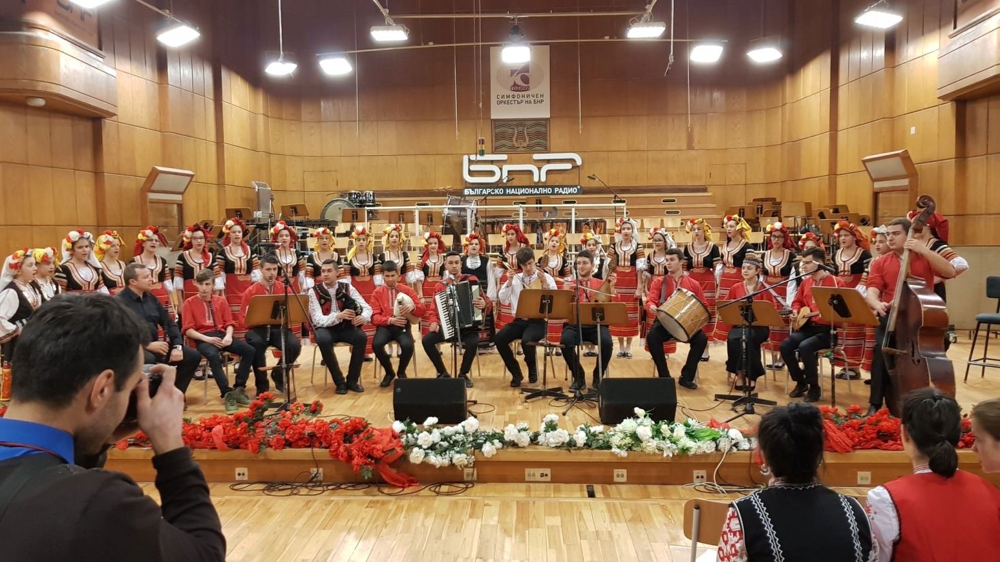 СИМФОНИЧЕН
ОРКЕСТЪР НА БНР
БНР
БЪЛГАРСКО НАЦИОНАЛНО РАДИО